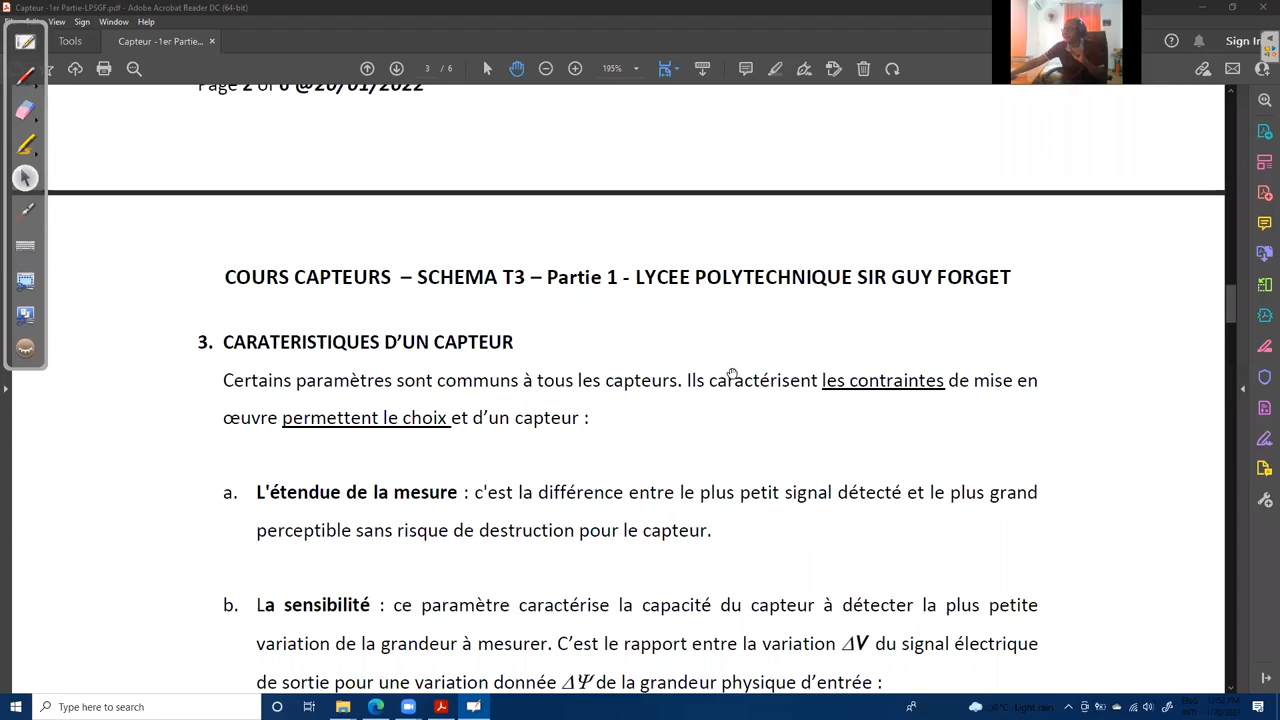 Capteur -1er Partie-LPSGF.pdf - Adobe Acrobat Reader DC (64-bit)
View Sign Window Help
Tools Capteur -1er Partie... × Sign In
3 / 6 195%
Page 2 of 6 @20/01/2022
COURS CAPTEURS – SCHEMA T3 – Partie 1 - LYCEE POLYTECHNIQUE SIR GUY FORGET
3. CARATERISTIQUES D’UN CAPTEUR
Certains paramètres sont communs à tous les capteurs. Ils caractérisent les contraintes de mise en
œuvre permettent le choix et d’un capteur :
a. L'étendue de la mesure : c'est la différence entre le plus petit signal détecté et le plus grand
perceptible sans risque de destruction pour le capteur.
b. La sensibilité : ce paramètre caractérise la capacité du capteur à détecter la plus petite
variation de la grandeur à mesurer. C’est le rapport entre la variation ΔV du signal électrique
de sortie pour une variation donnée ΔΨ de la grandeur physique d’entrée :
Type here to search
Light rain
ENG
INTL